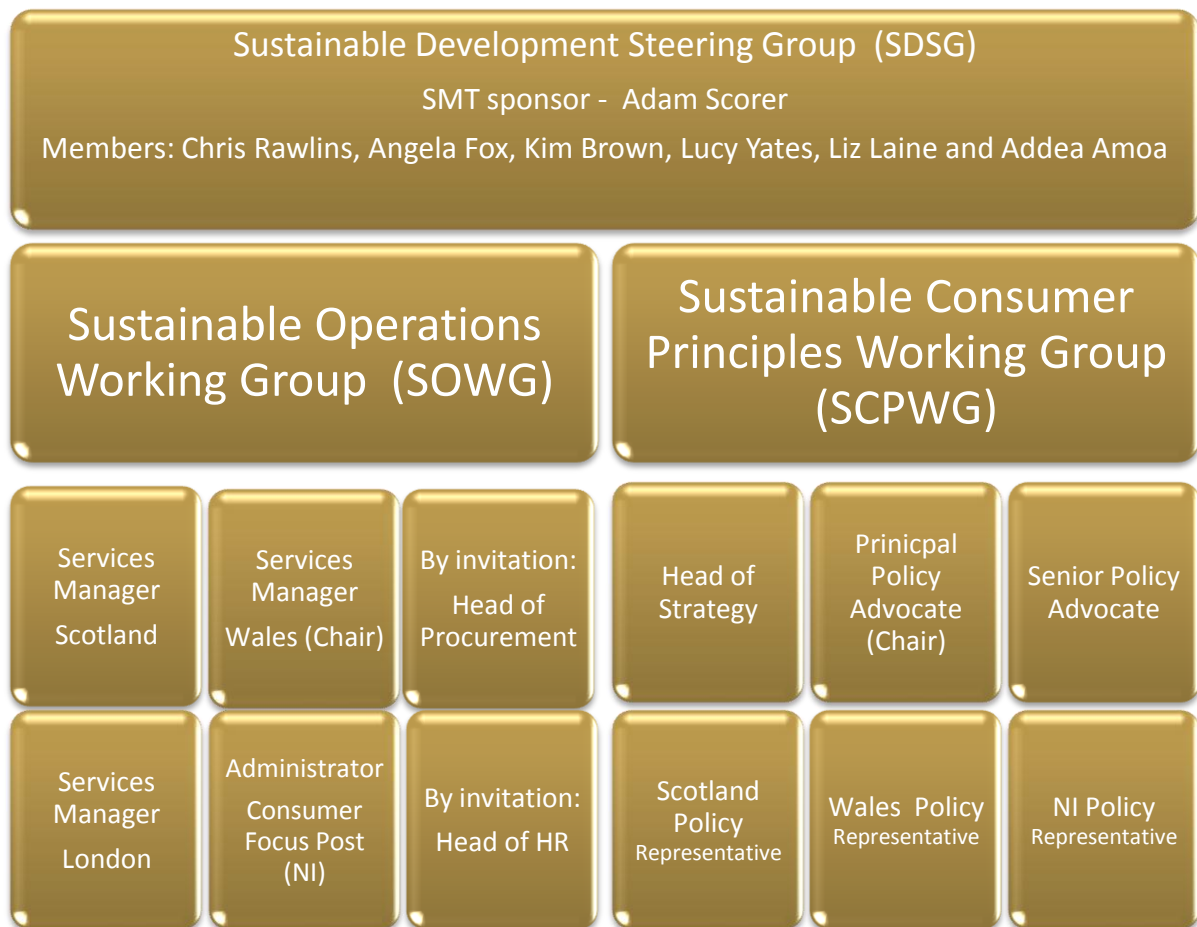 Sustainable Development Steering Group  (SDSG)
SMT sponsor -  Adam Scorer
Members: Chris Rawlins, Angela Fox, Kim Brown, Lucy Yates, Liz Laine and Addea Amoa
Sustainable Operations
Working Group  (SOWG)
Sustainable Consumer
Principles Working Group
(SCPWG)
Services
Manager
Scotland
Services
Manager
Wales (Chair)
By invitation:
Head of
Procurement
Head of
Strategy
Prinicpal
Policy
Advocate
(Chair)
Senior Policy
Advocate
Services
Manager
London
Administrator
Consumer
Focus Post
(NI)
By invitation:
Head of HR
Scotland
Policy
Representative
Wales  Policy
Representative
NI Policy
Representative